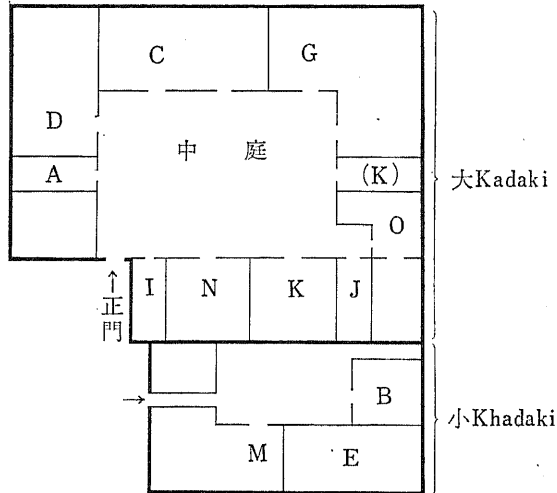 C
G
D
中庭
A
(K)
大Kadaki
O
↑
正門
I
N
K
J
→
B
小Khadaki
M
E